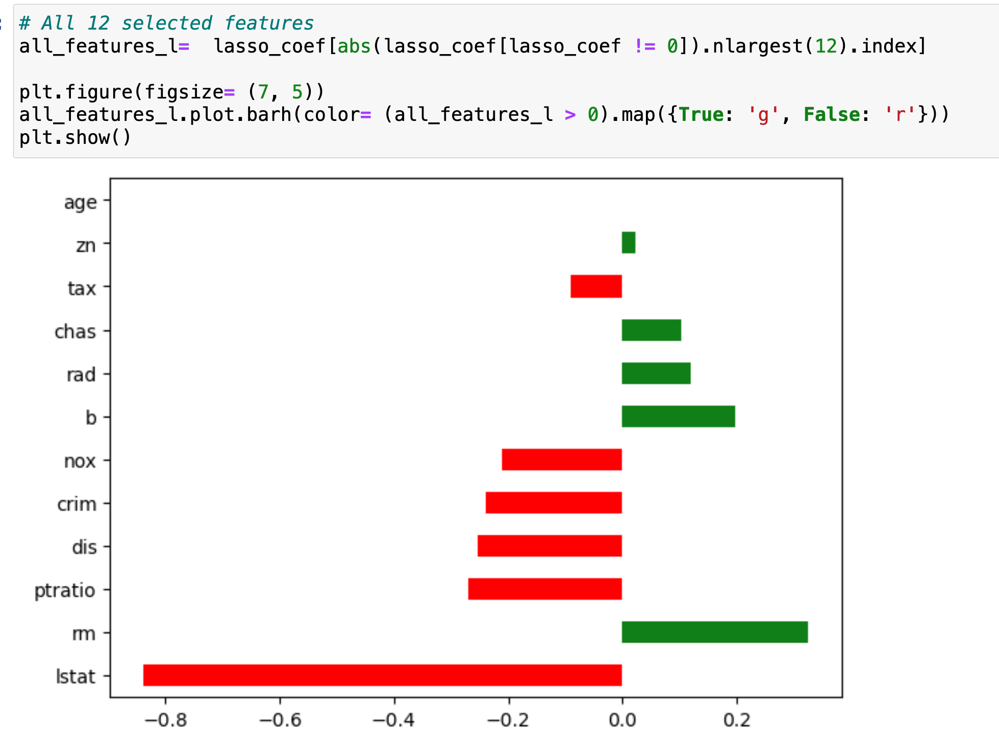 : # All 12 selected features
all_features_l=  lasso_coef[abs(lasso_coef[lasso_coef != 0]).nlargest(12).index]
plt.figure(figsize= (7, 5))
all_features_l.plot.barh(color= (all_features_l > 0).map({True: 'g', False: 'r'}))
plt.show()
age
zn
tax
chas
rad
b
nox
crim
dis
ptratio
rm
lstat
−0.8 −0.6 −0.4 −0.2 0.0 0.2